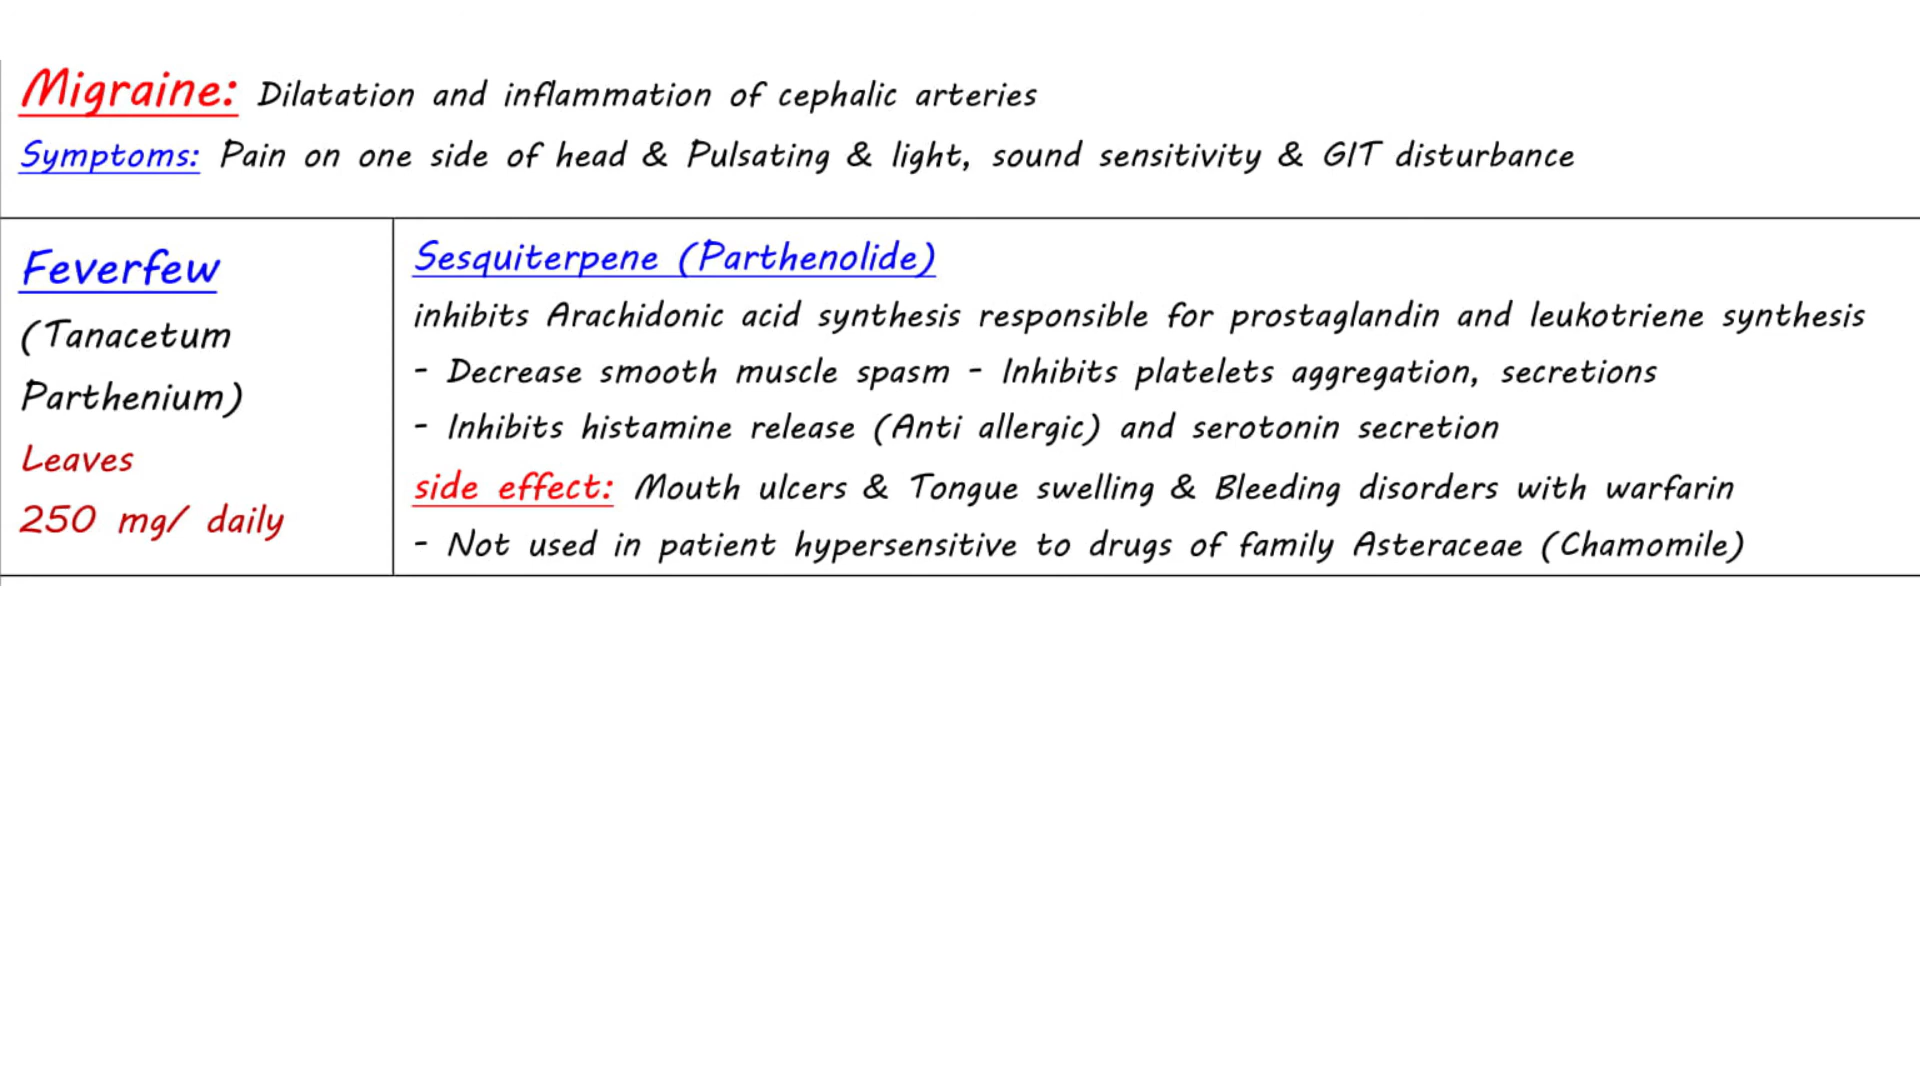 Migraine: Dilatation and inflammation of cephalic arteries
Symptoms: Pain on one side of head & Pulsating & light, sound sensitivity & GIT disturbance
Feverfew
(Tanacetum
Parthenium)
Leaves
250 mg/ daily
Sesquiterpene (Parthenolide)
inhibits Arachidonic acid synthesis responsible for prostaglandin and leukotriene synthesis
- Decrease smooth muscle spasm - Inhibits platelets aggregation, secretions
- Inhibits histamine release (Anti allergic) and serotonin secretion
side effect: Mouth ulcers & Tongue swelling & Bleeding disorders with warfarin
- Not used in patient hypersensitive to drugs of family Asteraceae (Chamomile)